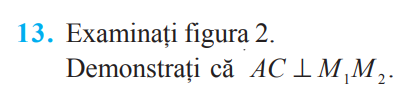 13. Examinați figura 2.
Demonstrați că AC ⊥ M₁M₂.